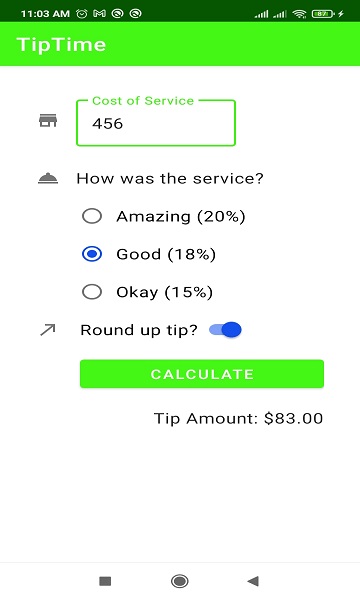 11:03 AM 87
TipTime
Cost of Service
456
How was the service?
Amazing (20%)
Good (18%)
Okay (15%)
Round up tip?
CALCULATE
Tip Amount: $83.00